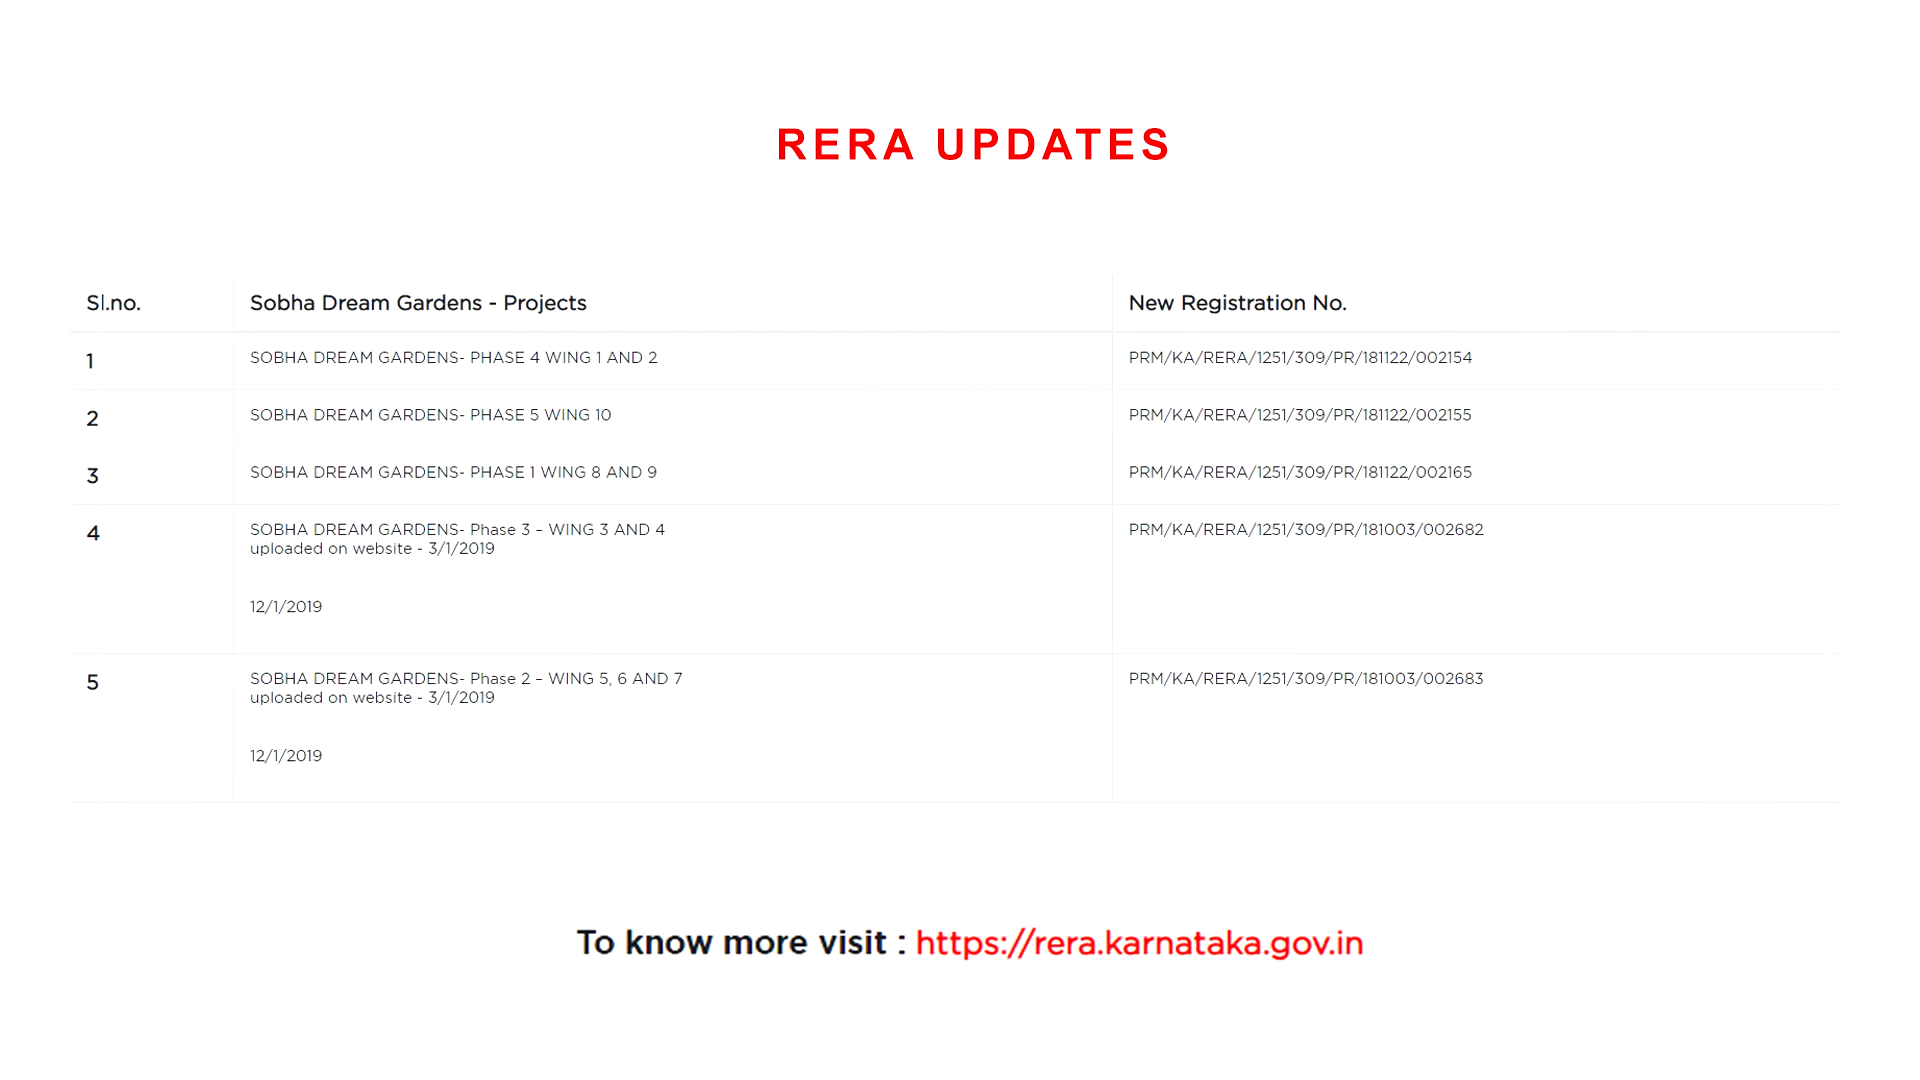 RERA UPDATES
Sl.no. Sobha Dream Gardens - Projects New Registration No.
1 SOBHA DREAM GARDENS- PHASE 4 WING 1 AND 2 PRM/KA/RERA/1251/309/PR/181122/002154
2 SOBHA DREAM GARDENS- PHASE 5 WING 10 PRM/KA/RERA/1251/309/PR/181122/002155
3 SOBHA DREAM GARDENS- PHASE 1 WING 8 AND 9 PRM/KA/RERA/1251/309/PR/181122/002165
4 SOBHA DREAM GARDENS- Phase 3 – WING 3 AND 4 PRM/KA/RERA/1251/309/PR/181003/002682
uploaded on website - 3/1/2019
12/1/2019
5 SOBHA DREAM GARDENS- Phase 2 – WING 5, 6 AND 7 PRM/KA/RERA/1251/309/PR/181003/002683
uploaded on website - 3/1/2019
12/1/2019
To know more visit : https://rera.karnataka.gov.in